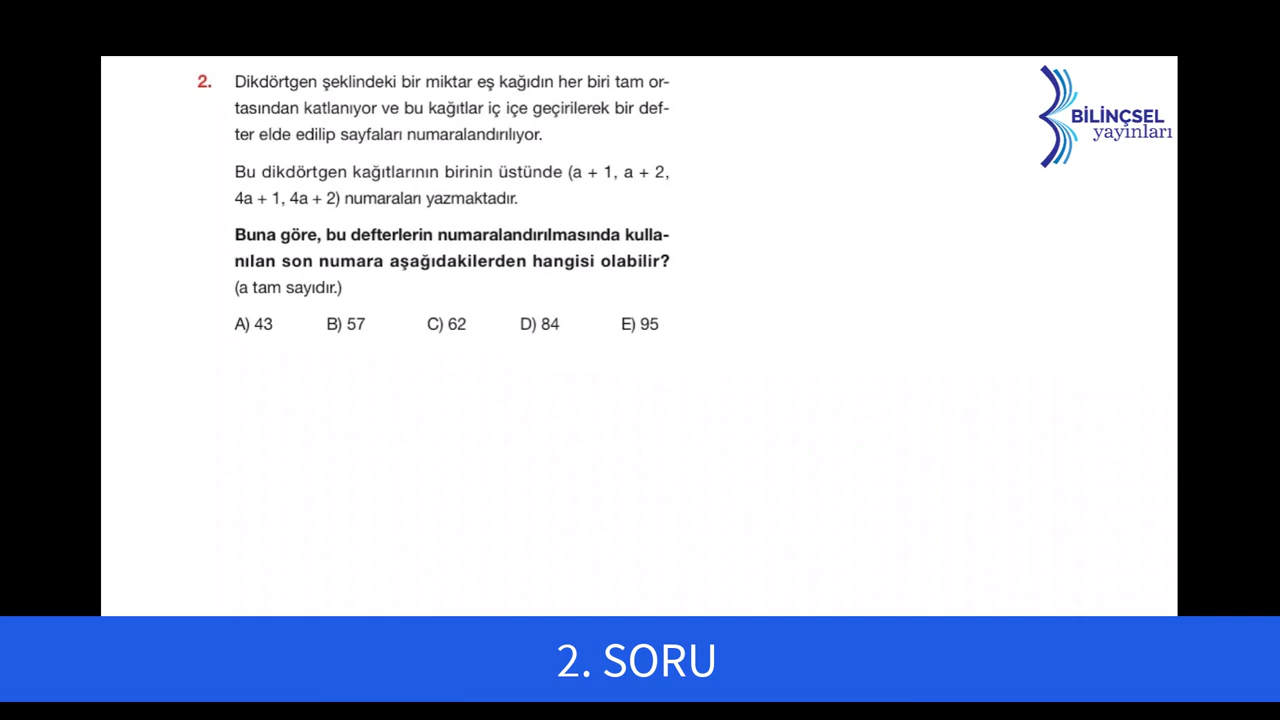 2. Dikdörtgen şeklindeki bir miktar eş kağıdın her biri tam or-
tasından katlanıyor ve bu kağıtlar iç içe geçirilerek bir def-
ter elde edilip sayfaları numaralandırılıyor.
Bu dikdörtgen kağıtlarının birinin üstünde (a + 1, a + 2,
4a + 1, 4a + 2) numaraları yazmaktadır.
Buna göre, bu defterlerin numaralandırılmasında kulla-
nılan son numara aşağıdakilerden hangisi olabilir?
(a tam sayıdır.)
A) 43 B) 57 C) 62 D) 84 E) 95
BİLİNÇSEL
yayınları
2. SORU